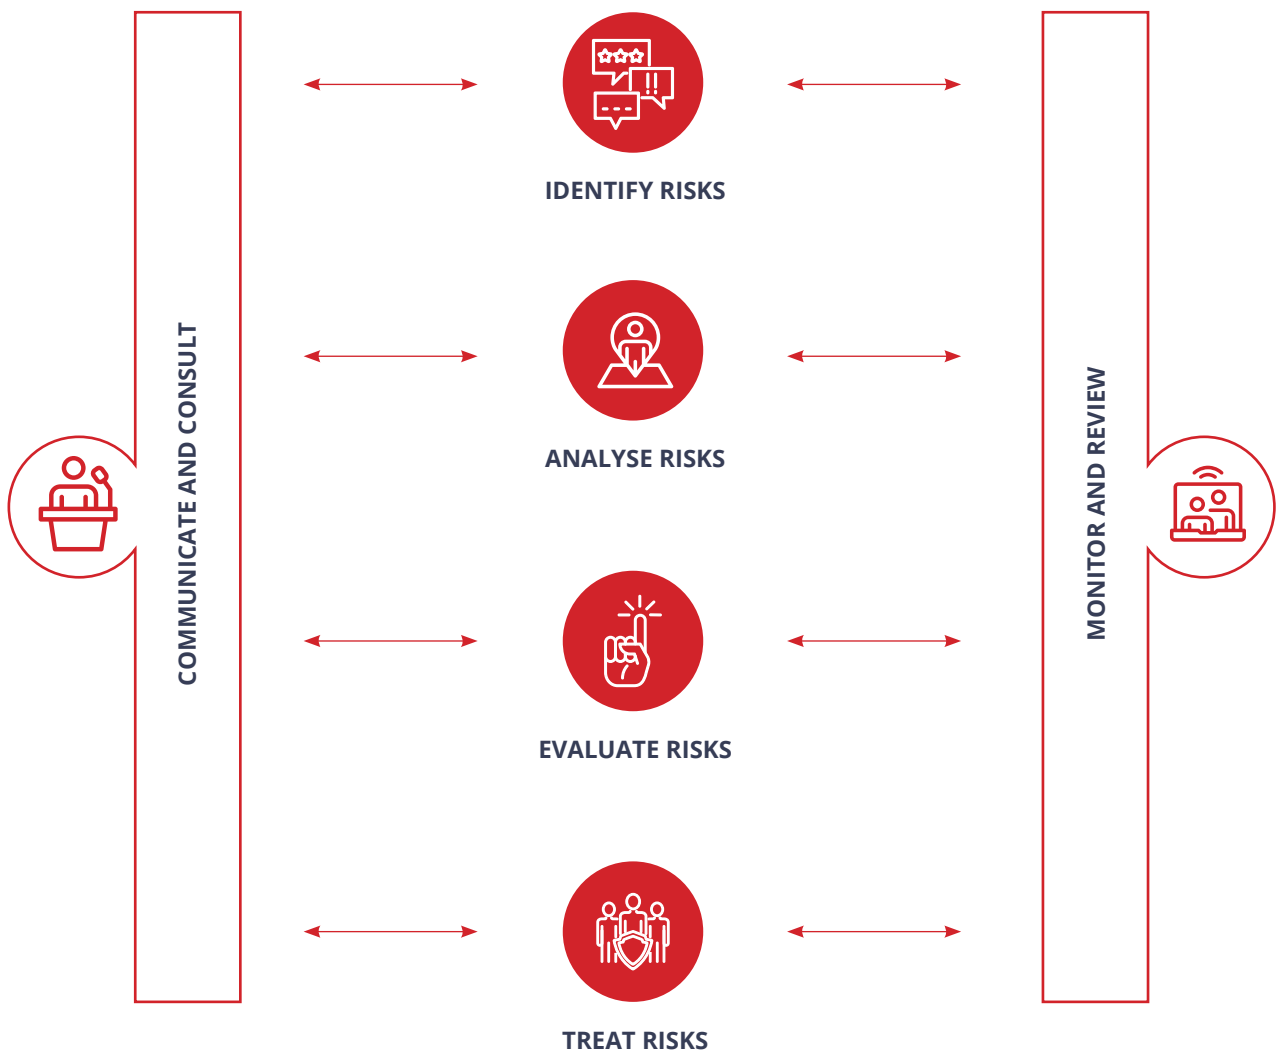 IDENTIFY RISKS
ANALYSE RISKS
COMMUNICATE AND CONSULT
MONITOR AND REVIEW
EVALUATE RISKS
TREAT RISKS